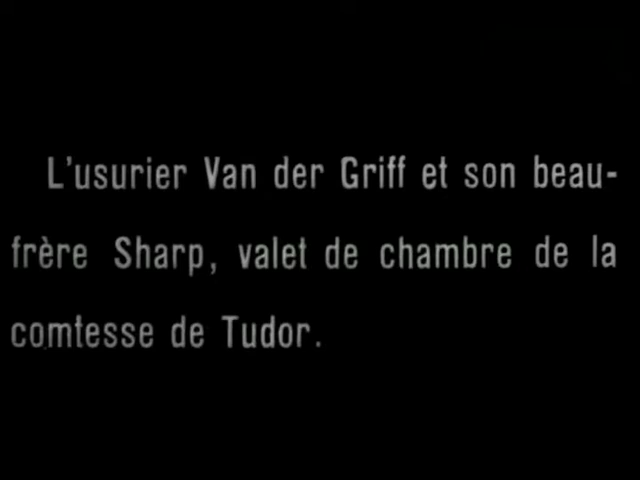 L'usurier Van der Griff et son beau-
frère Sharp, valet de chambre de la
comtesse de Tudor.